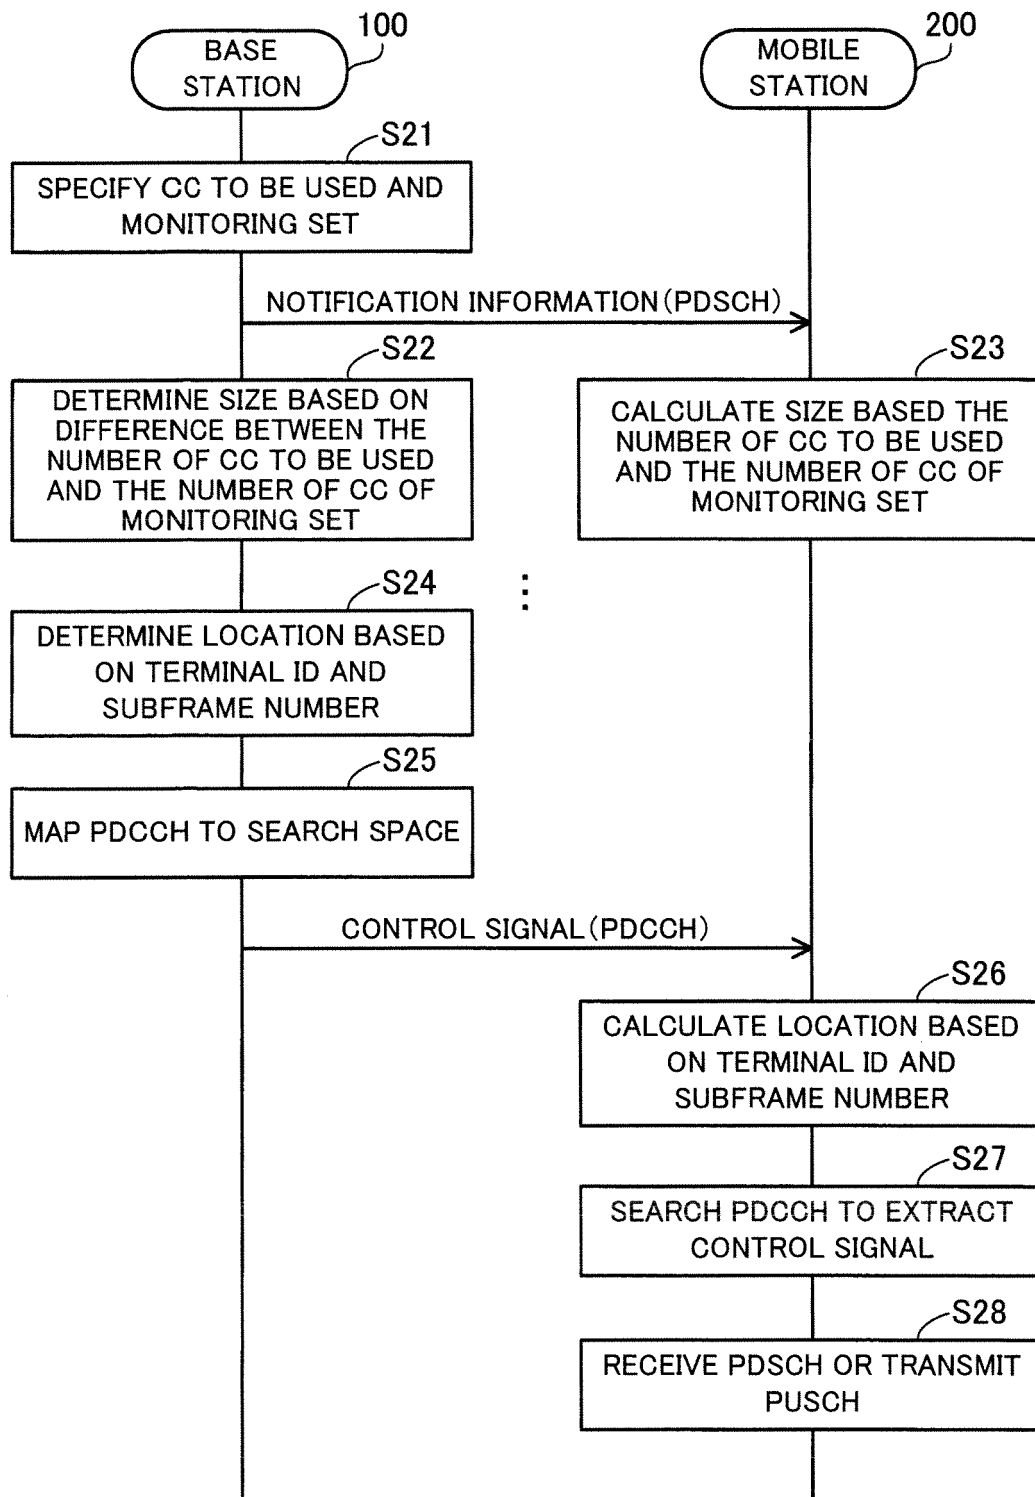 100
BASE
STATION
200
MOBILE
STATION
S21
SPECIFY CC TO BE USED AND
MONITORING SET
NOTIFICATION INFORMATION(PDSCH)
S22
DETERMINE SIZE BASED ON
DIFFERENCE BETWEEN THE
NUMBER OF CC TO BE USED
AND THE NUMBER OF CC OF
MONITORING SET
S23
CALCULATE SIZE BASED THE
NUMBER OF CC TO BE USED
AND THE NUMBER OF CC OF
MONITORING SET
S24
DETERMINE LOCATION BASED
ON TERMINAL ID AND
SUBFRAME NUMBER
S25
MAP PDCCH TO SEARCH SPACE
CONTROL SIGNAL(PDCCH)
S26
CALCULATE LOCATION BASED
ON TERMINAL ID AND
SUBFRAME NUMBER
S27
SEARCH PDCCH TO EXTRACT
CONTROL SIGNAL
S28
RECEIVE PDSCH OR TRANSMIT
PUSCH